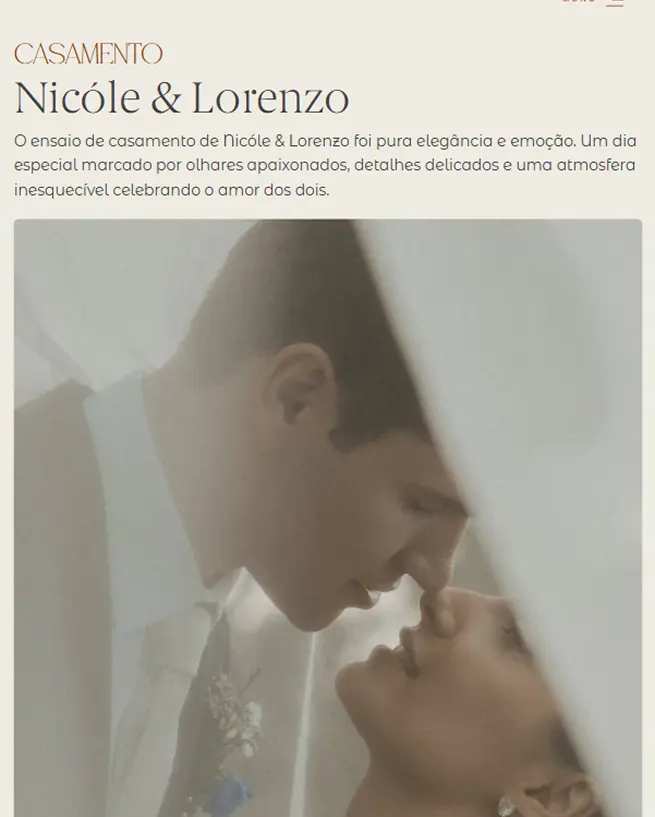 CASAMENTO
Nicóle & Lorenzo
O ensaio de casamento de Nicóle & Lorenzo foi pura elegância e emoção. Um dia
especial marcado por olhares apaixonados, detalhes delicados e uma atmosfera
inesquecível celebrando o amor dos dois.